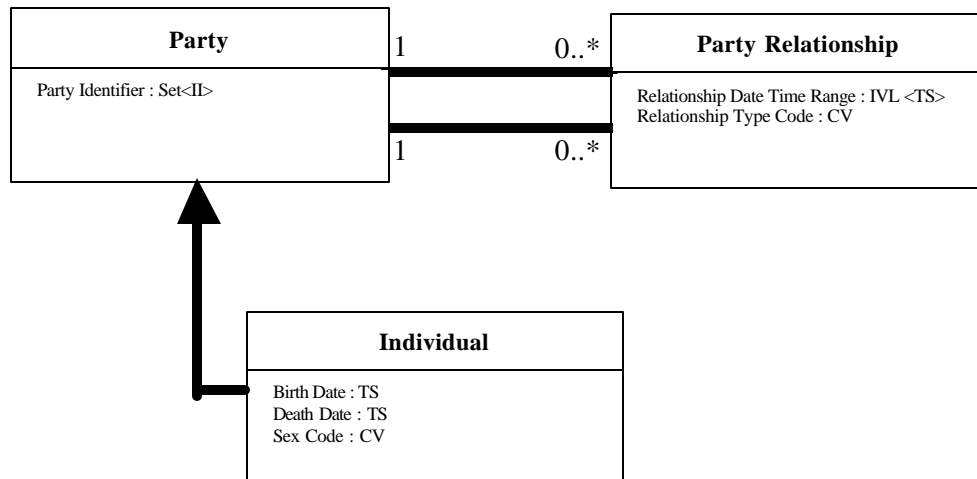 Party
1
0..*
Party Relationship
Party Identifier : Set<II>
Relationship Date Time Range : IVL <TS>
Relationship Type Code : CV
1
0..*
Individual
Birth Date : TS
Death Date : TS
Sex Code : CV